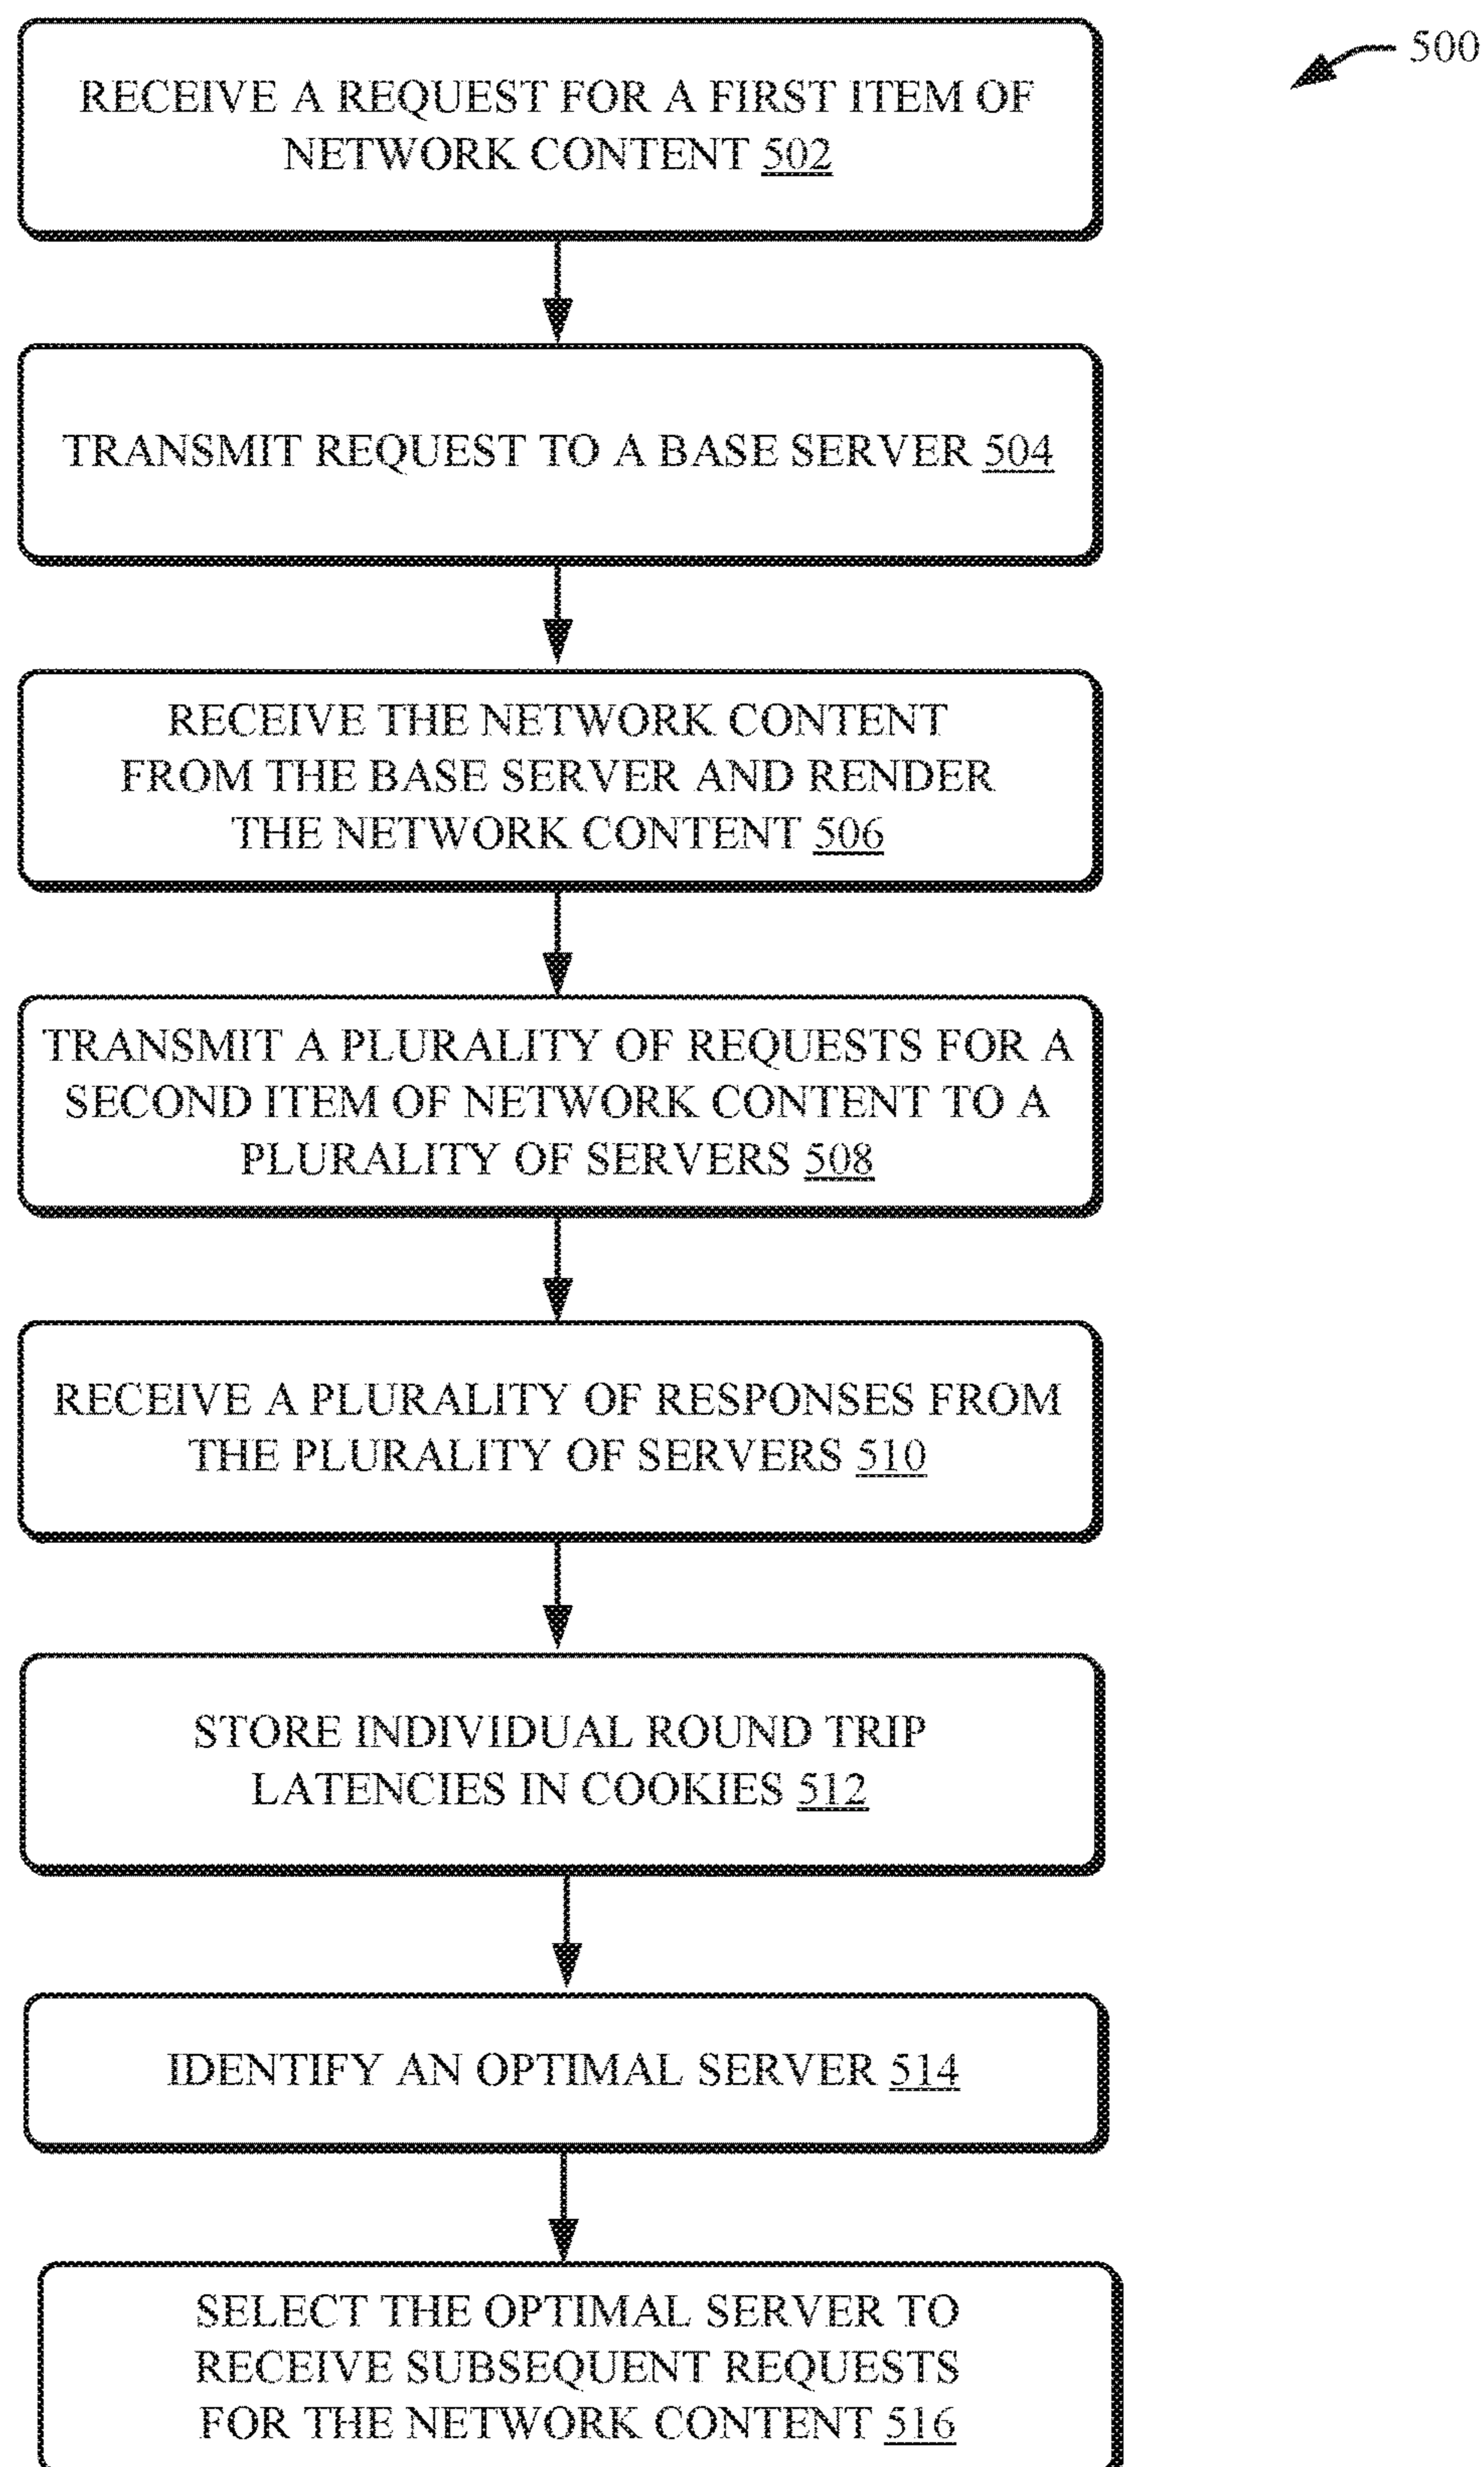 500
RECEIVE A REQUEST FOR A FIRST ITEM OF
NETWORK CONTENT 502
TRANSMIT REQUEST TO A BASE SERVER 504
RECEIVE THE NETWORK CONTENT
FROM THE BASE SERVER AND RENDER
THE NETWORK CONTENT 506
TRANSMIT A PLURALITY OF REQUESTS FOR A
SECOND ITEM OF NETWORK CONTENT TO A
PLURALITY OF SERVERS 508
RECEIVE A PLURALITY OF RESPONSES FROM
THE PLURALITY OF SERVERS 510
STORE INDIVIDUAL ROUND TRIP
LATENCIES IN COOKIES 512
IDENTIFY AN OPTIMAL SERVER 514
SELECT THE OPTIMAL SERVER TO
RECEIVE SUBSEQUENT REQUESTS
FOR THE NETWORK CONTENT 516